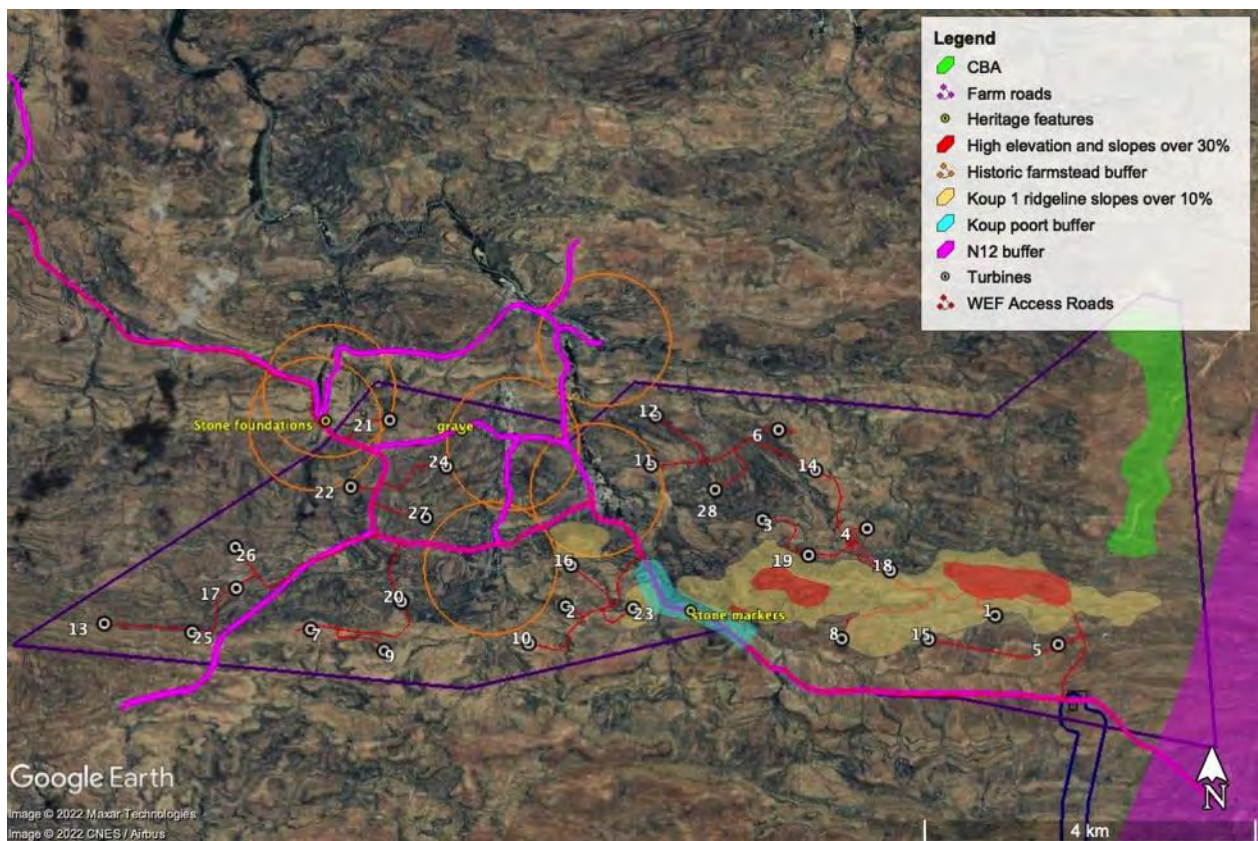 Legend
CBA
Farm roads
Heritage features
High elevation and slopes over 30%
Historic farmstead buffer
Koup 1 ridgeline slopes over 10%
Koup poort buffer
N12 buffer
Turbines
WEF Access Roads
12
Stone foundations
21
grave
6
24
11
14
22
28
27
3
4
26
16
19
18
17
20
2
23
stone markers
1
13
25
7
10
8
15
5
9
Google Earth
Image © 2022 Maxar Technologies
Image © 2022 CNES / Airbus
N
4 km